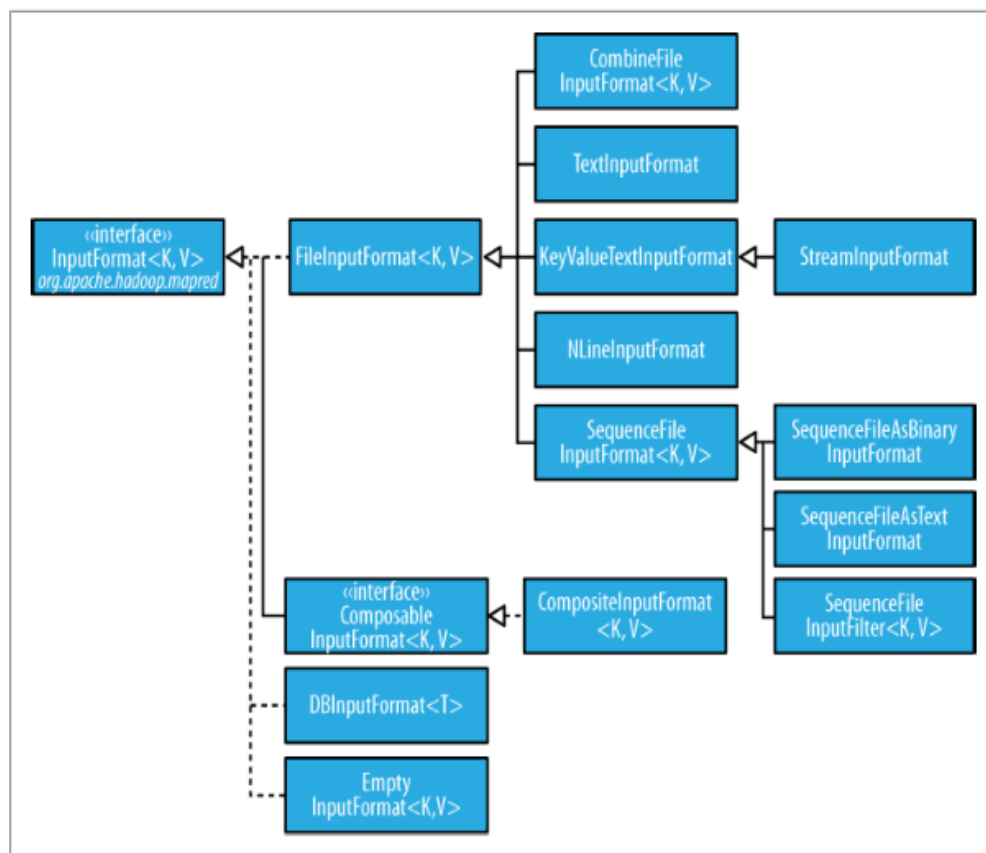 CombineFile
InputFormat<K, V>
TextInputFormat
«interface»
InputFormat<K, V>
org.apache.hadoop.mapred
FileInputFormat<K, V>
KeyValueTextInputFormat
StreamInputFormat
NLineInputFormat
SequenceFile
InputFormat<K, V>
SequenceFileAsBinary
InputFormat
SequenceFileAsText
InputFormat
«interface»
Composable
InputFormat<K, V>
CompositeInputFormat
<K, V>
SequenceFile
InputFilter<K, V>
DBInputFormat<T>
Empty
InputFormat<K,V>